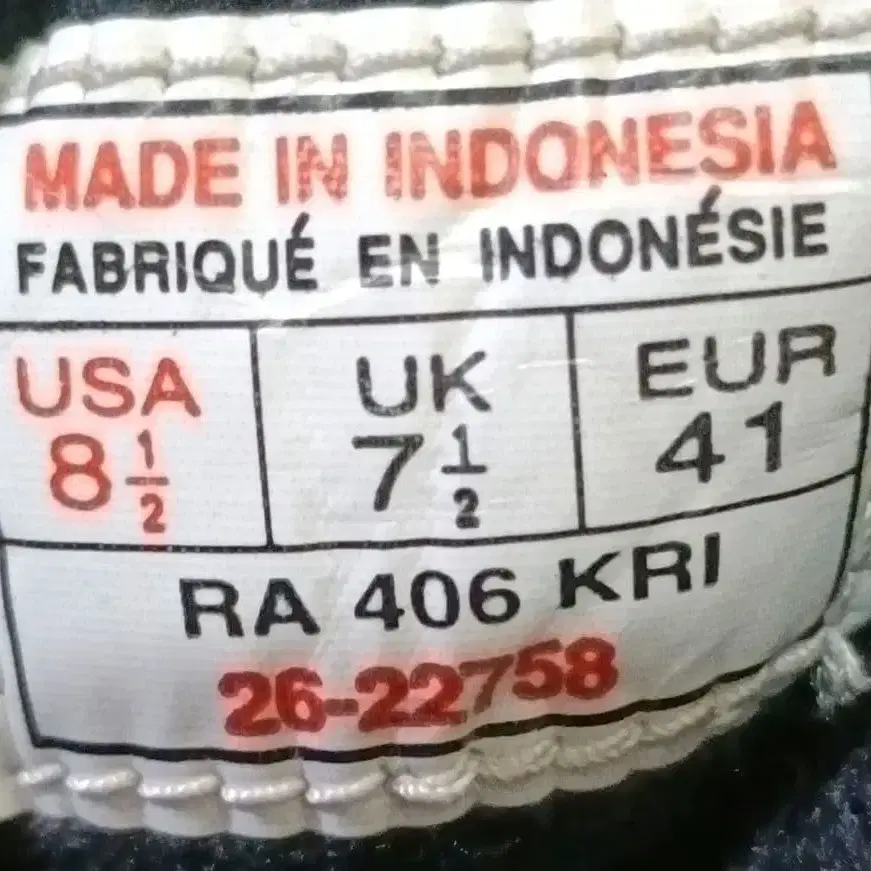 MADE IN INDONESIA
FABRIQUÉ EN INDONÉSIE
USA UK EUR
8 1/2 7 1/2 41
RA 406 KRI
26-22758